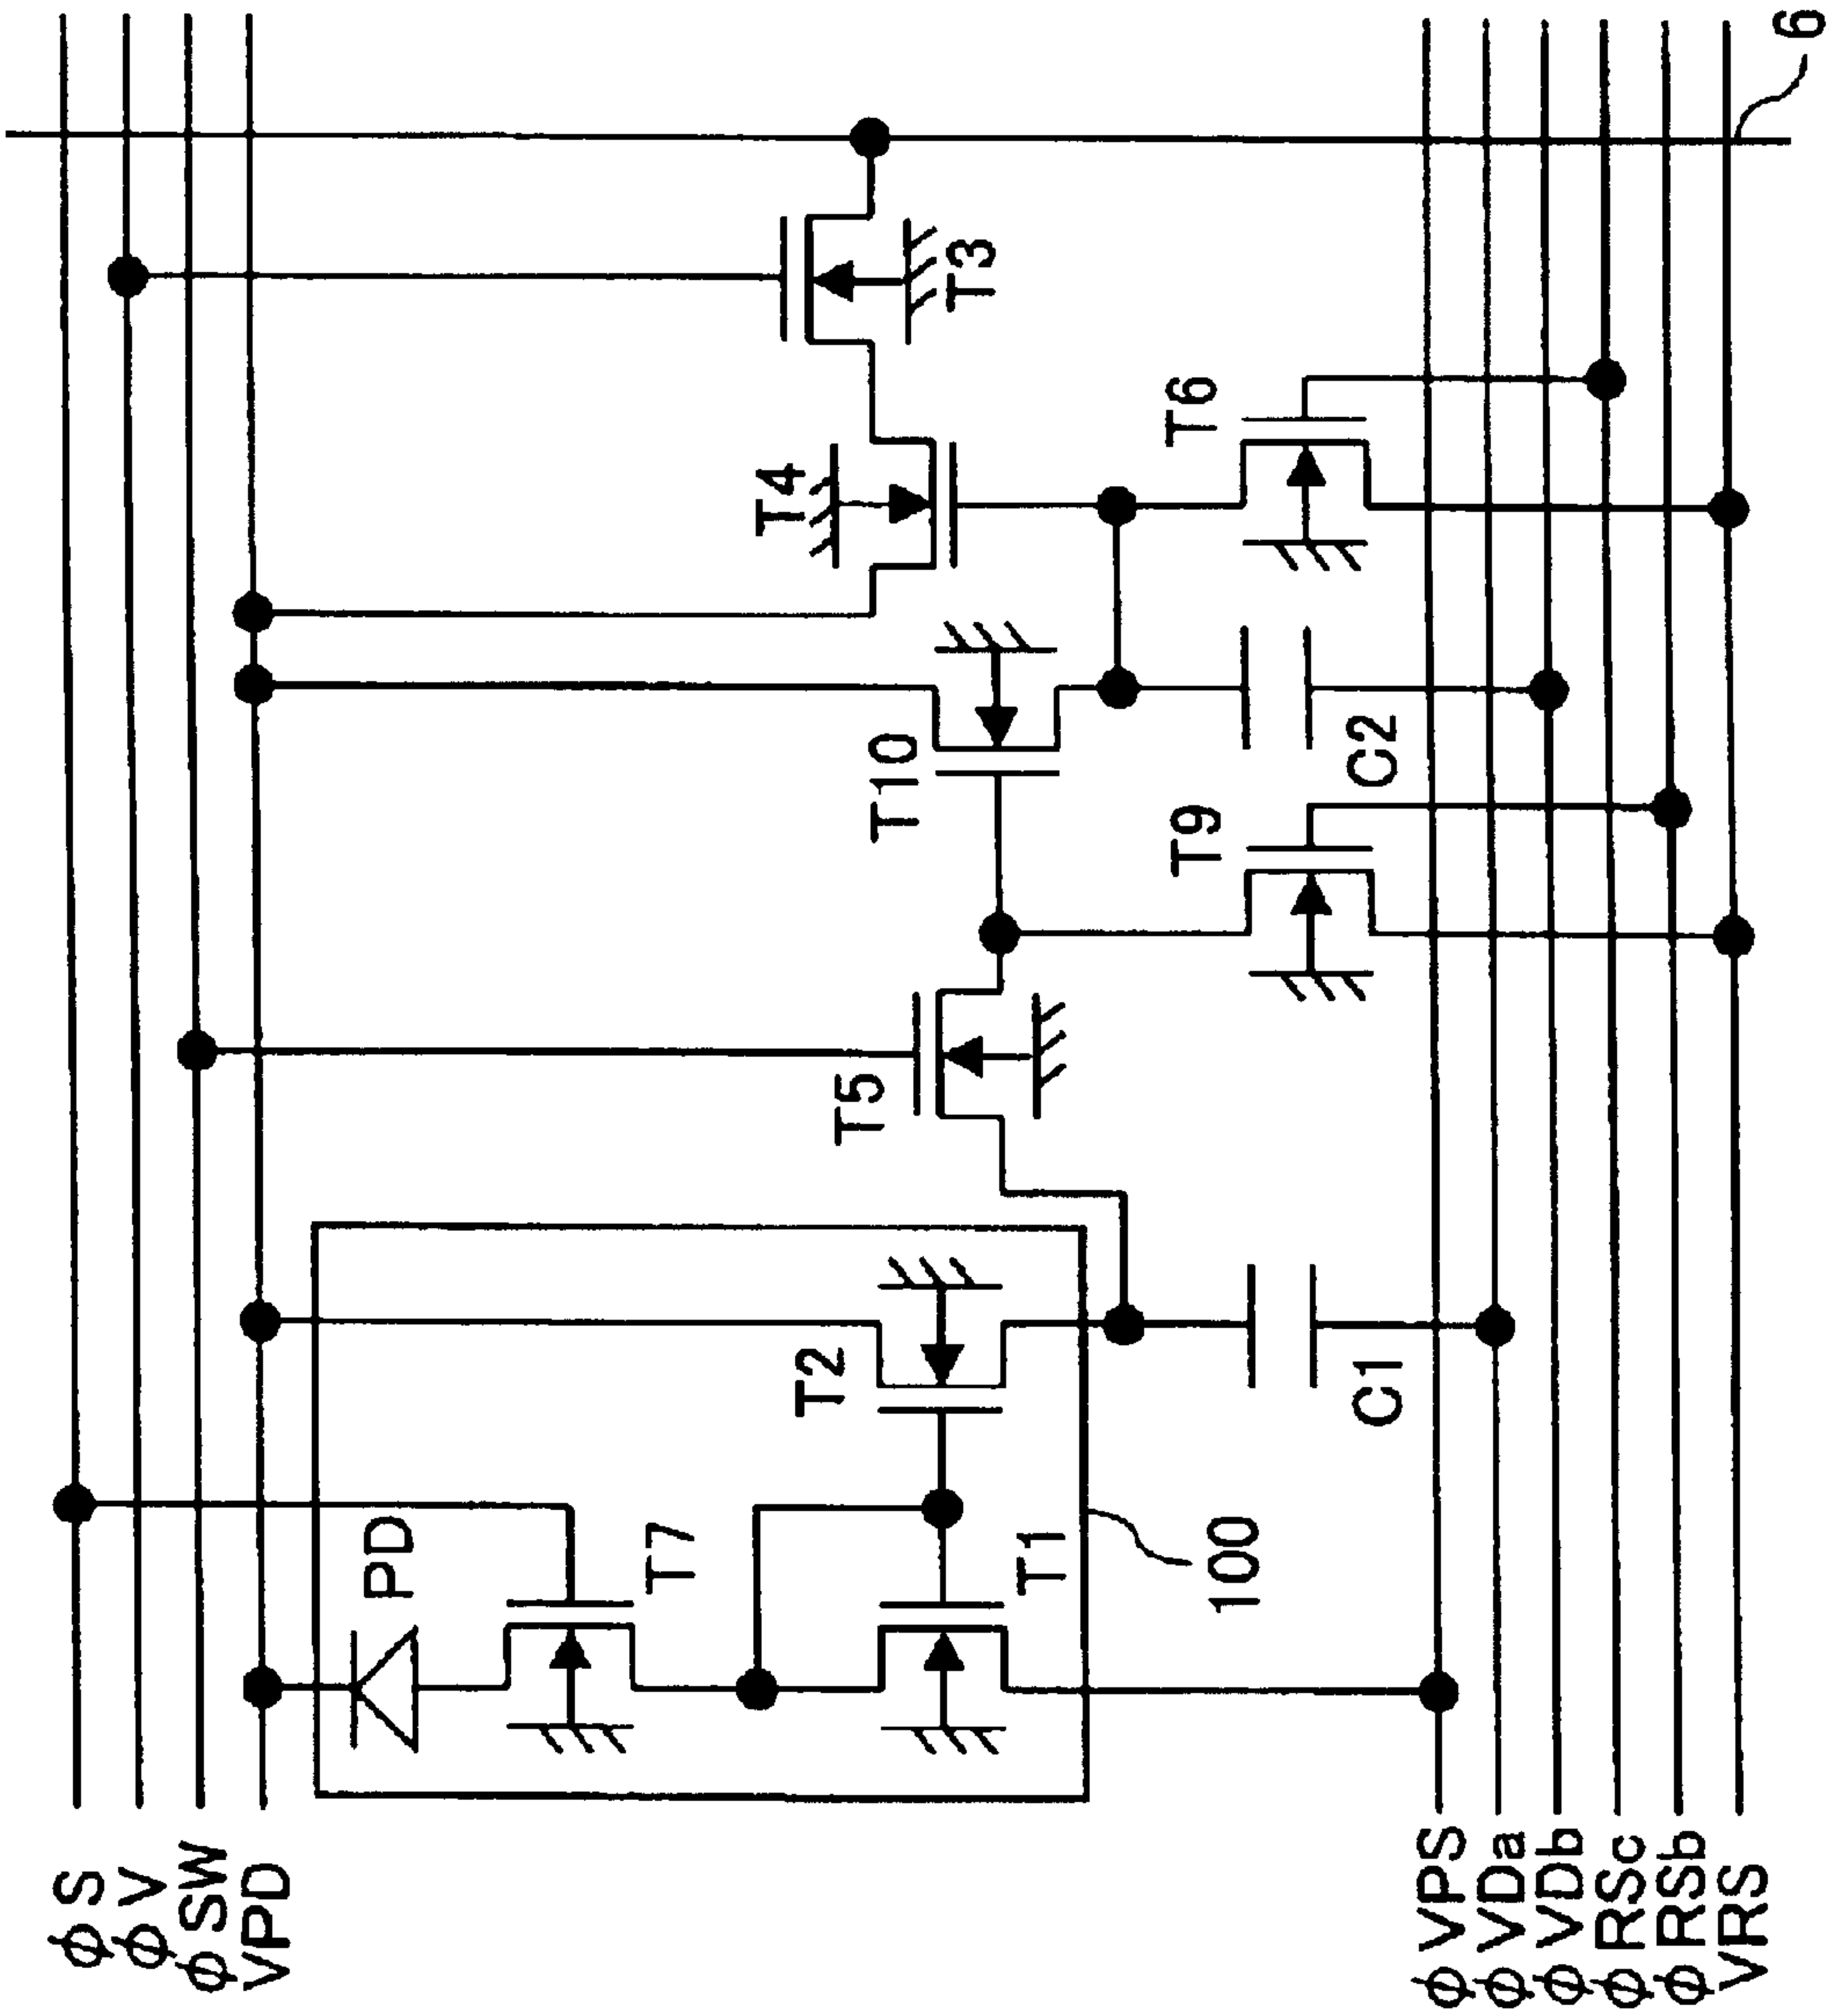 φS
φV
φSW
VPD
PD
T7
T1
T2
100
C1
T5
T9
T10
C2
T4
T6
T3
φVPS
φVDa
φVDb
φRSc
φRSb
VRS
6